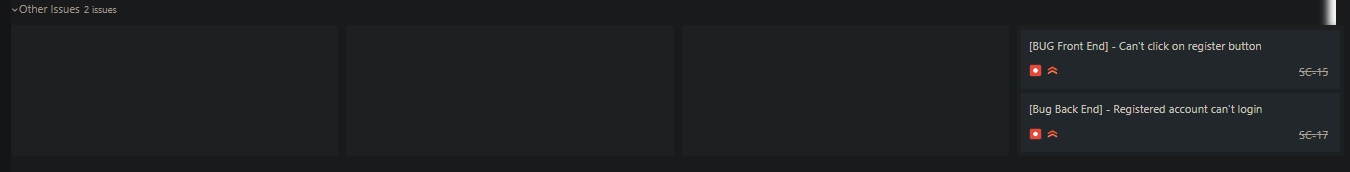 Other Issues 2 issues
[BUG Front End] - Can't click on register button
SC-15
[Bug Back End] - Registered account can't login
SC-17